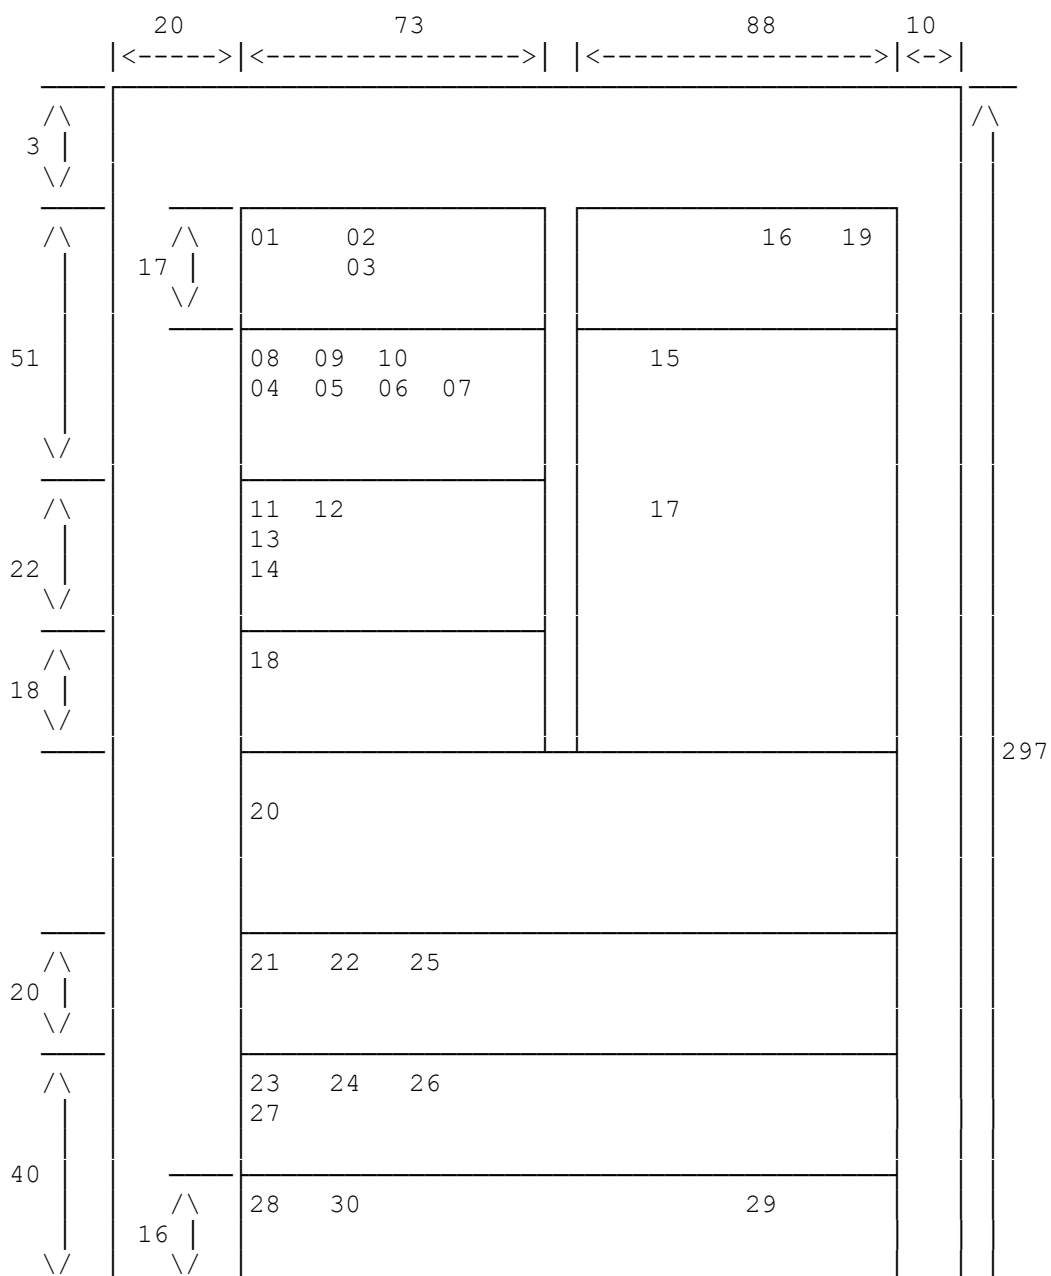 20 73 88 10
|<----->|<---------------->| |<----------------->|<->|
/\ /\
3 |
\/
/\ /\ 01 02 16 19
17 | 03
\/
51 08 09 10 15
04 05 06 07
\/
/\ 11 12 17
13
22 14
\/
/\ 18
18 |
\/
297
20
/\ 21 22 25
20 |
\/
/\ 23 24 26
27
40
/\ 28 30 29
16 |
\/ \/